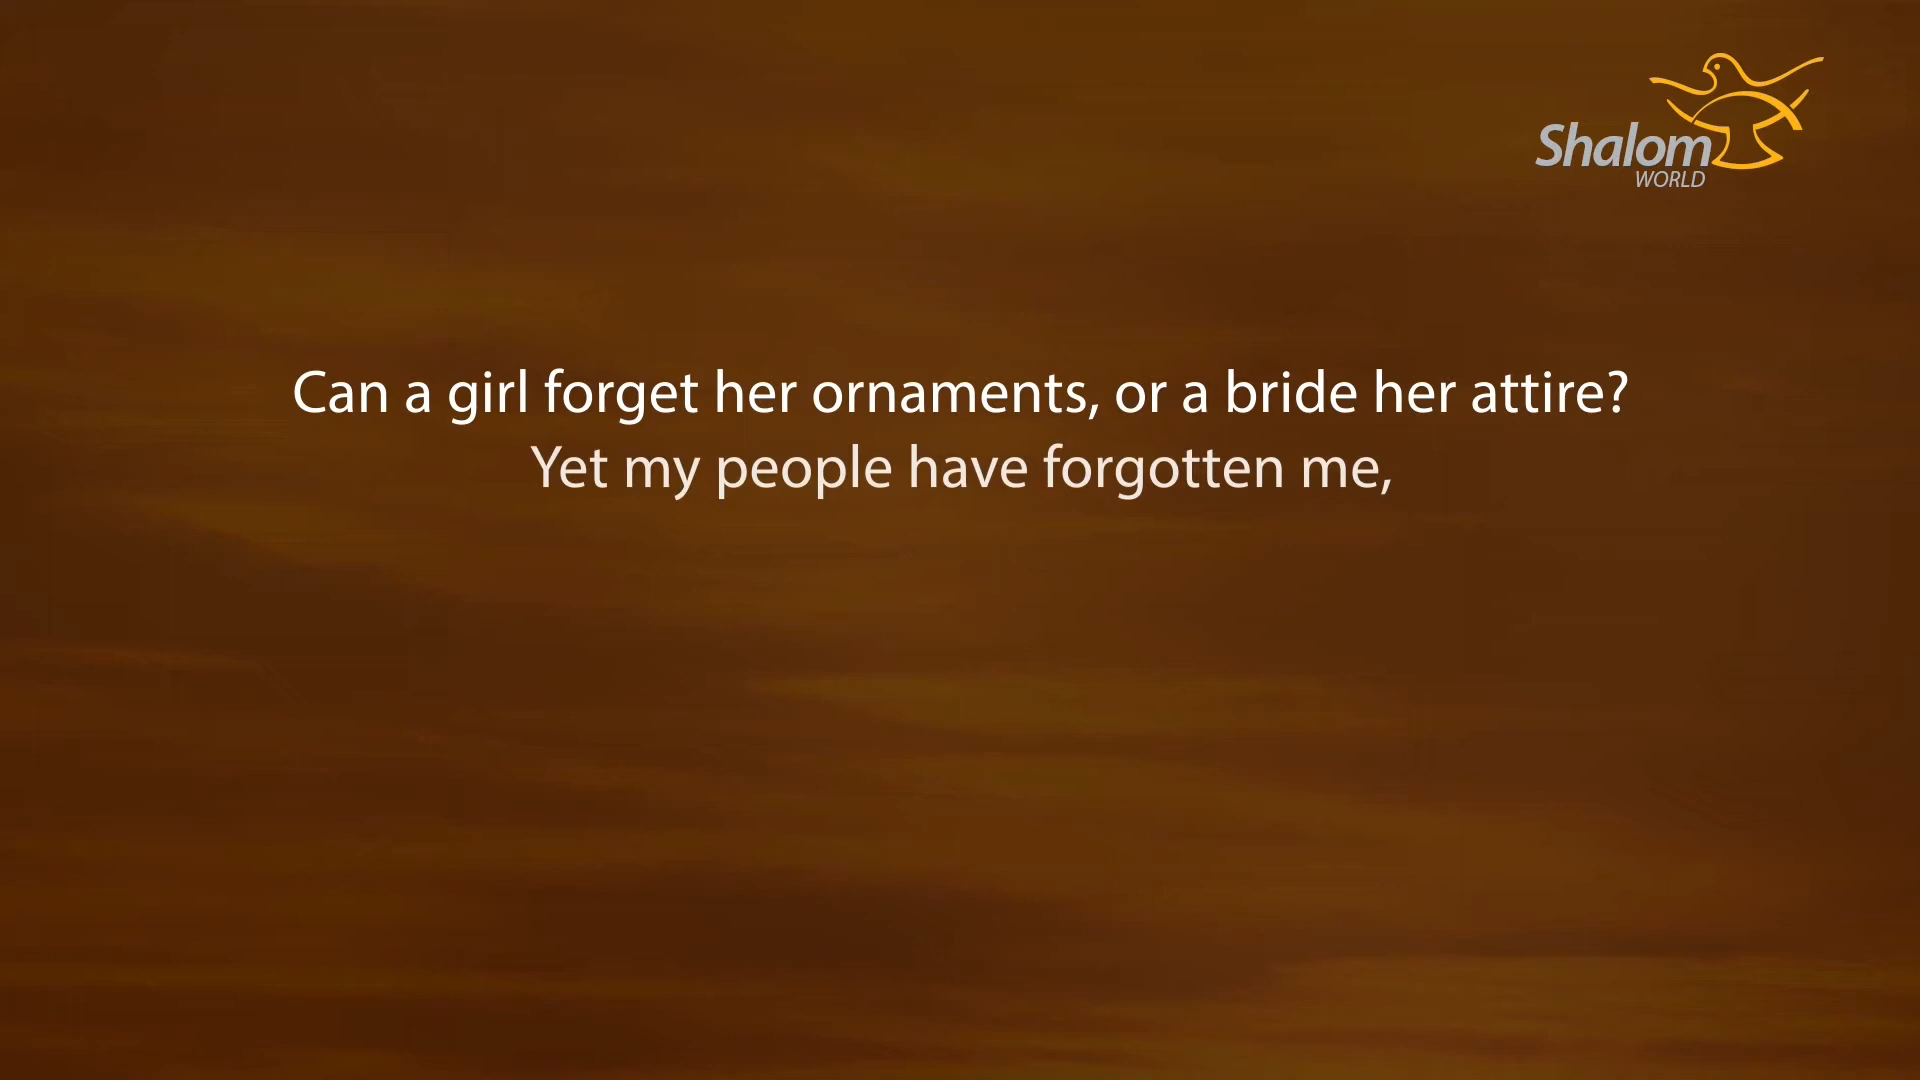 Shalom
WORLD
Can a girl forget her ornaments, or a bride her attire?
Yet my people have forgotten me,